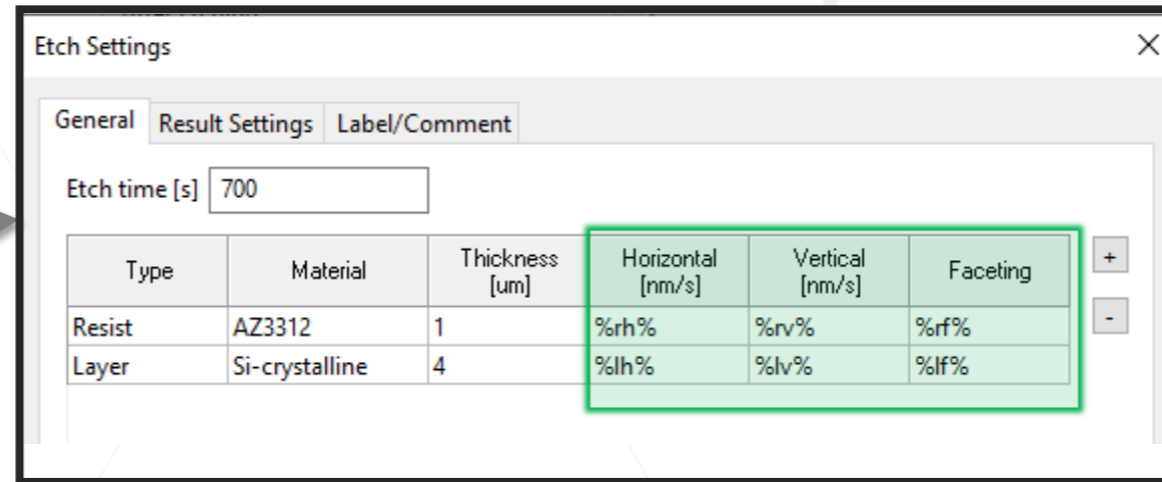 Etch Settings
General Result Settings Label/Comment
Etch time [s] 700
Type Material Thickness [um] Horizontal [nm/s] Vertical [nm/s] Faceting +
Resist AZ3312 1 %rh% %rv% %rf% -
Layer Si-crystalline 4 %lh% %lv% %lf%